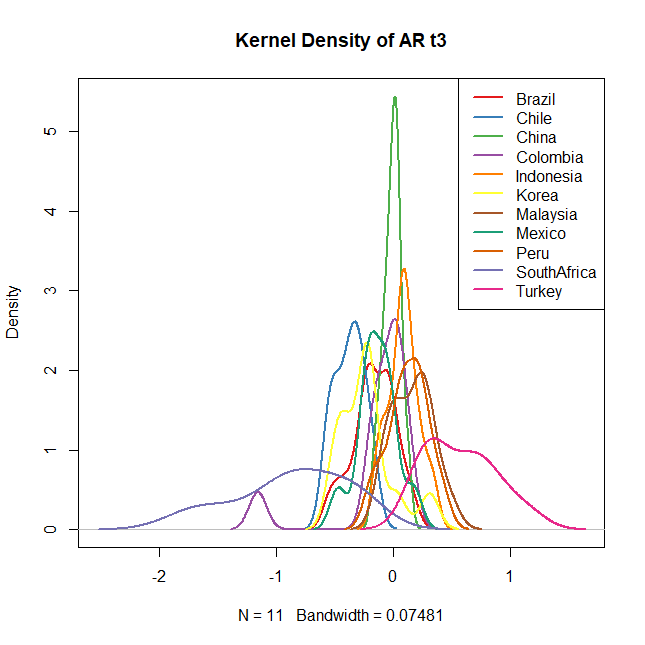 Kernel Density of AR t3
Brazil
Chile
China
Colombia
Indonesia
Korea
Malaysia
Mexico
Peru
SouthAfrica
Turkey
Density
5
4
3
2
1
0
-2 -1 0 1
N = 11 Bandwidth = 0.07481